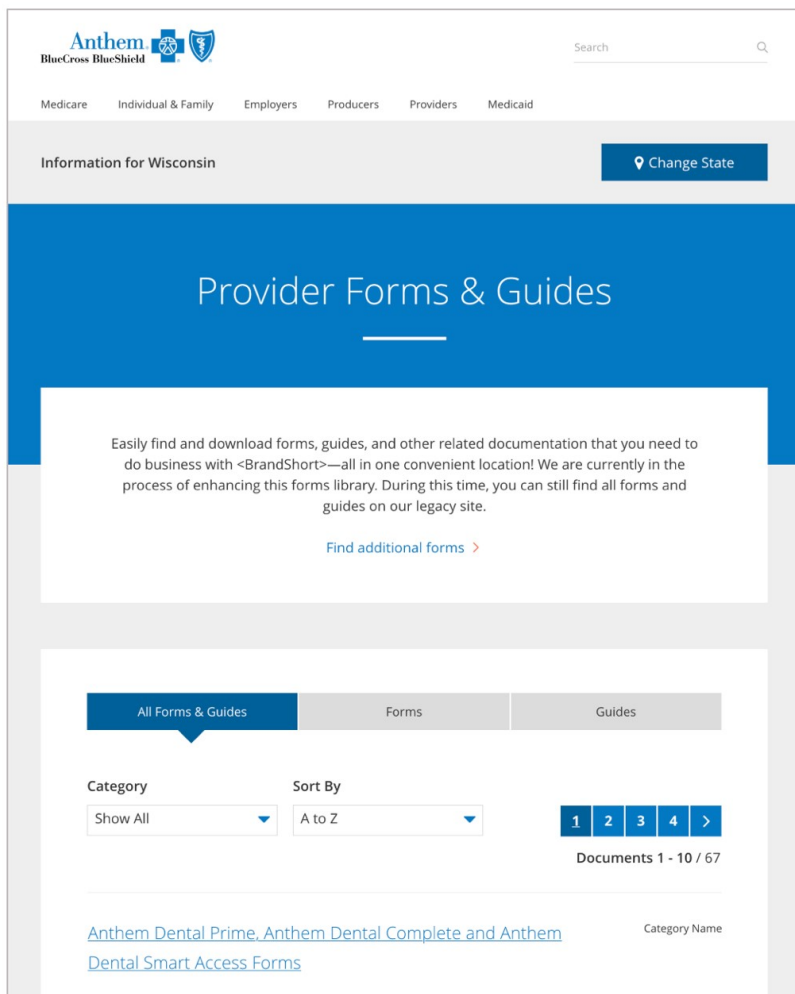 Anthem
BlueCross BlueShield
Search
Medicare Individual & Family Employers Producers Providers Medicaid
Information for Wisconsin
Change State
Provider Forms & Guides
Easily find and download forms, guides, and other related documentation that you need to
do business with <BrandShort>—all in one convenient location! We are currently in the
process of enhancing this forms library. During this time, you can still find all forms and
guides on our legacy site.
Find additional forms >
All Forms & Guides Forms Guides
Category Sort By
Show All A to Z
1 2 3 4 >
Documents 1 - 10 / 67
Anthem Dental Prime, Anthem Dental Complete and Anthem
Dental Smart Access Forms
Category Name